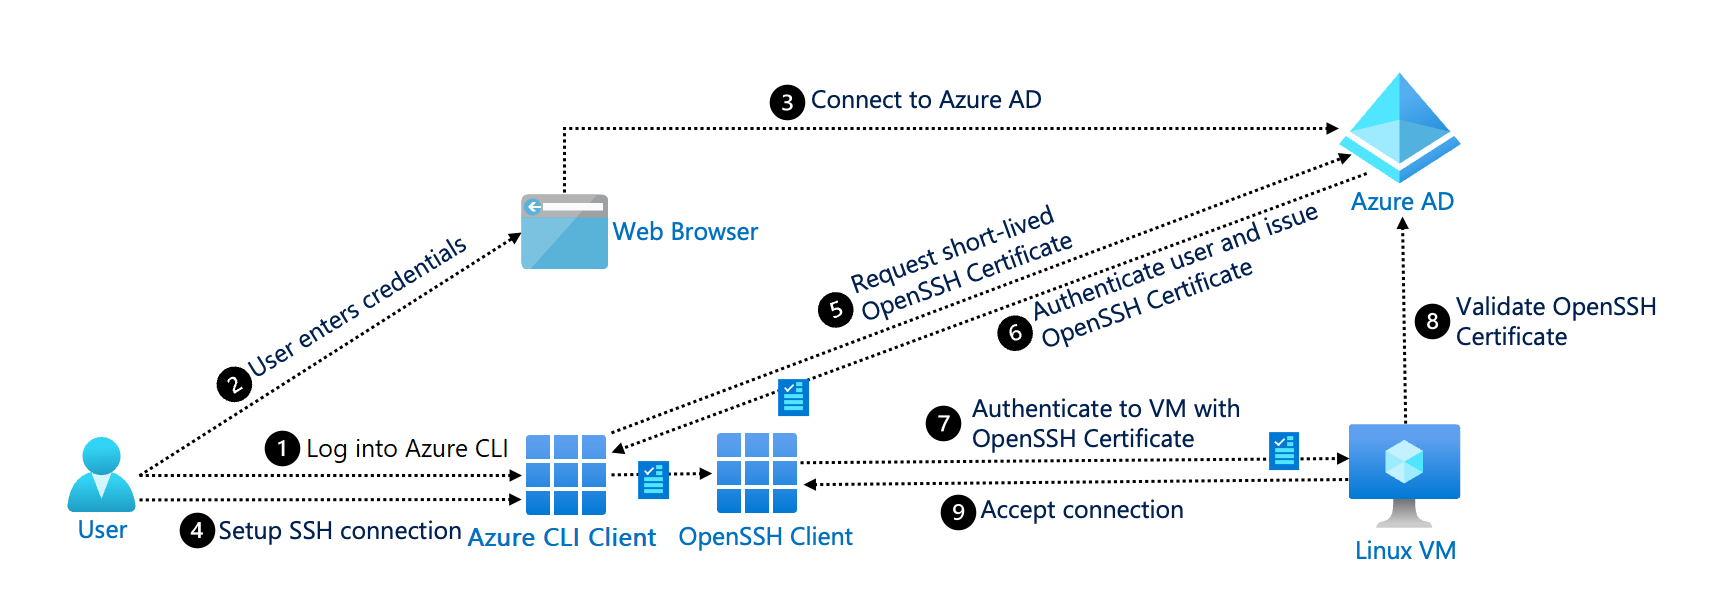 3 Connect to Azure AD
Azure AD
Web Browser
2 User enters credentials
5 Request short-lived
OpenSSH Certificate
6 Authenticate user and issue
OpenSSH Certificate
8 Validate OpenSSH
Certificate
1 Log into Azure CLI
7 Authenticate to VM with
OpenSSH Certificate
User
4 Setup SSH connection
Azure CLI Client
OpenSSH Client
9 Accept connection
Linux VM